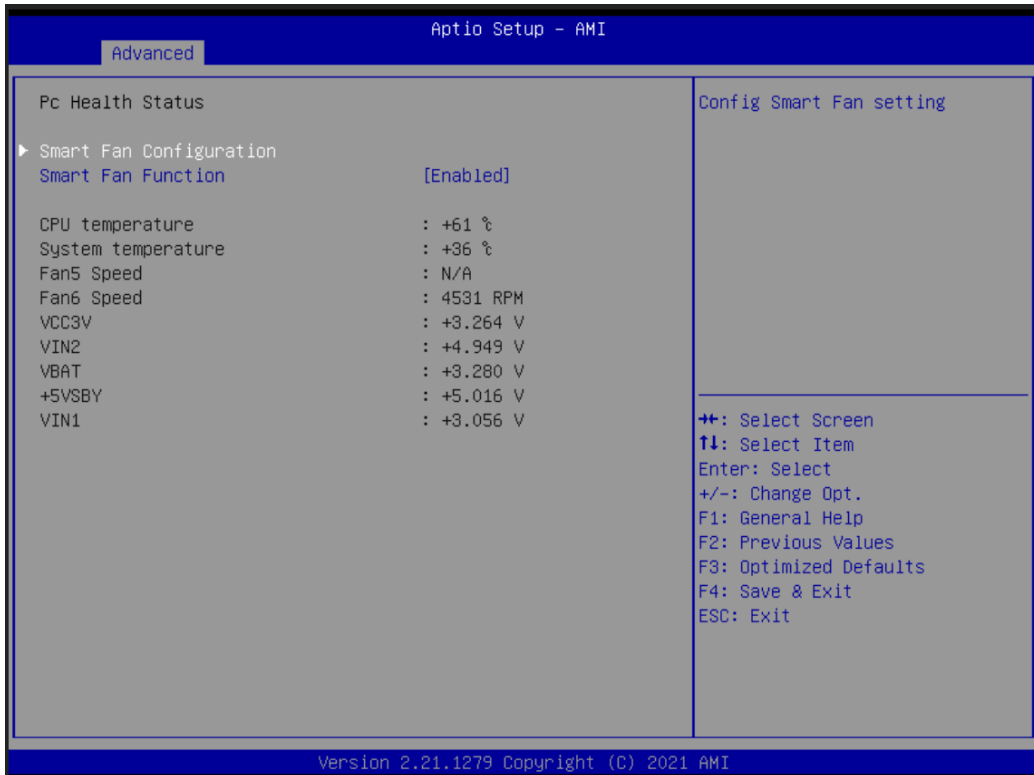 Aptio Setup – AMI
Advanced
Pc Health Status
Smart Fan Configuration
Smart Fan Function [Enabled]
CPU temperature : +61 ℃
System temperature : +36 ℃
Fan5 Speed : N/A
Fan6 Speed : 4531 RPM
VCC3V : +3.264 V
VIN2 : +4.949 V
VBAT : +3.280 V
+5VSBY : +5.016 V
VIN1 : +3.056 V
Config Smart Fan setting
→←: Select Screen
↑↓: Select Item
Enter: Select
+/-: Change Opt.
F1: General Help
F2: Previous Values
F3: Optimized Defaults
F4: Save & Exit
ESC: Exit
Version 2.21.1279 Copyright (C) 2021 AMI